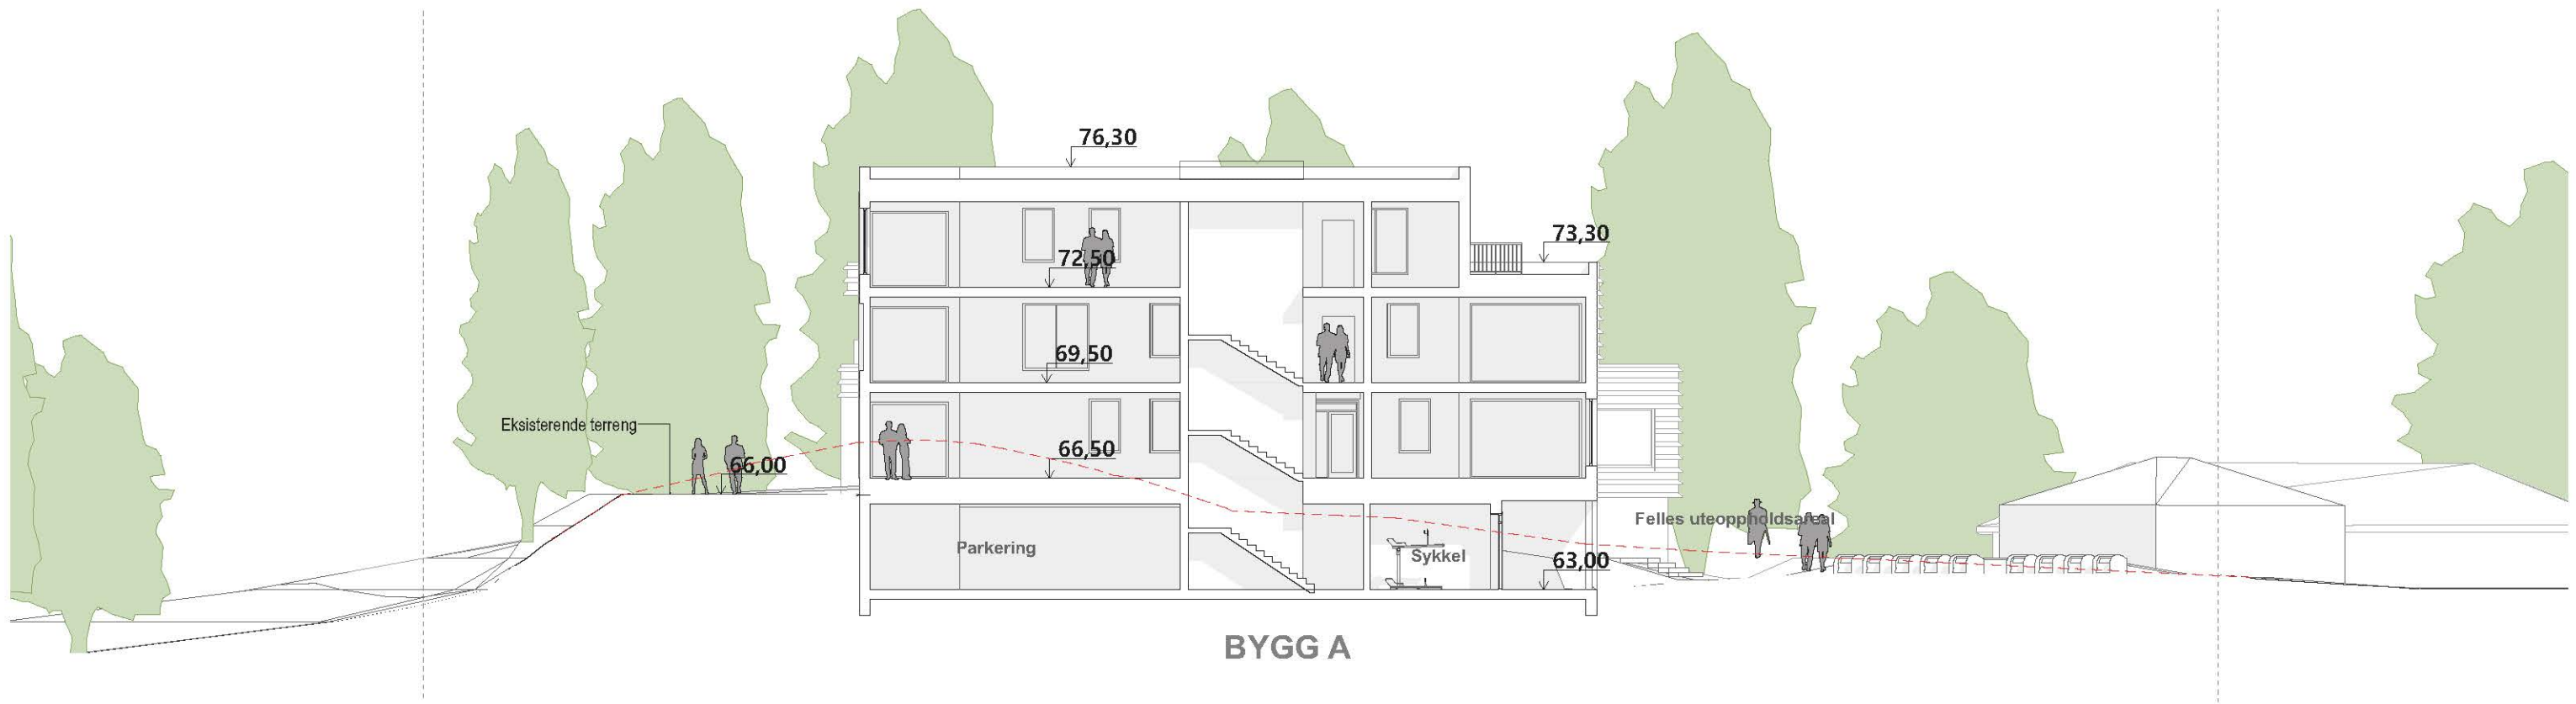 76,30
73,30
72,50
69,50
Eksisterende terreng
66,50
66,00
Felles uteoppholdsareal
Parkering
Sykkel
63,00
BYGG A